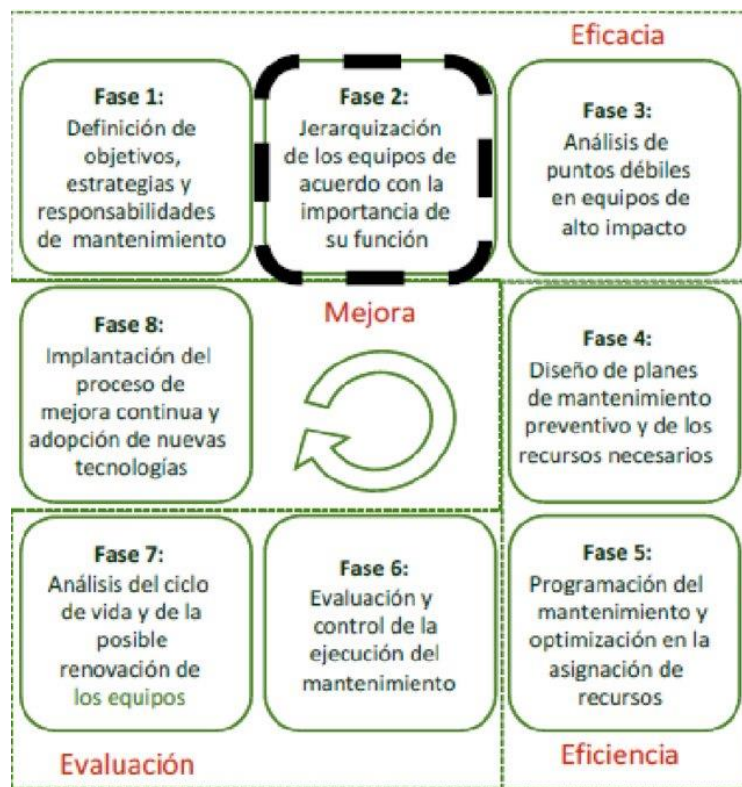 Eficacia
Fase 1:
Definición de
objetivos,
estrategias y
responsabilidades
de mantenimiento
Fase 2:
Jerarquización
de los equipos de
acuerdo con la
importancia de
su función
Fase 3:
Análisis de
puntos débiles
en equipos de
alto impacto
Fase 8:
Implantación del
proceso de
mejora continua y
adopción de nuevas
tecnologías
Mejora
Fase 4:
Diseño de planes
de mantenimiento
preventivo y de los
recursos necesarios
Fase 7:
Análisis del ciclo
de vida y de la
posible
renovación de
los equipos
Fase 6:
Evaluación y
control de la
ejecución del
mantenimiento
Fase 5:
Programación del
mantenimiento y
optimización en la
asignación de
recursos
Evaluación
Eficiencia